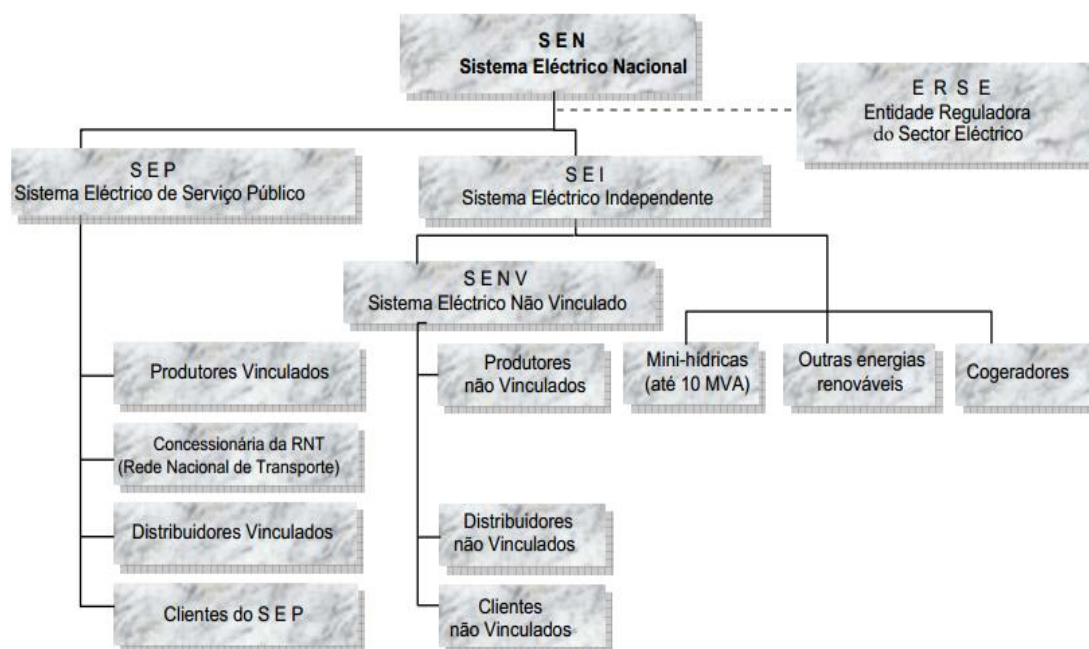 S E N
Sistema Eléctrico Nacional
E R S E
Entidade Reguladora
do Sector Eléctrico
S E P
Sistema Eléctrico de Serviço Público
S E I
Sistema Eléctrico Independente
S E N V
Sistema Eléctrico Não Vinculado
Produtores Vinculados
Produtores
não Vinculados
Mini-hídricas
(até 10 MVA)
Outras energias
renováveis
Cogeradores
Concessionária da RNT
(Rede Nacional de Transporte)
Distribuidores Vinculados
Distribuidores
não Vinculados
Clientes do S E P
Clientes
não Vinculados